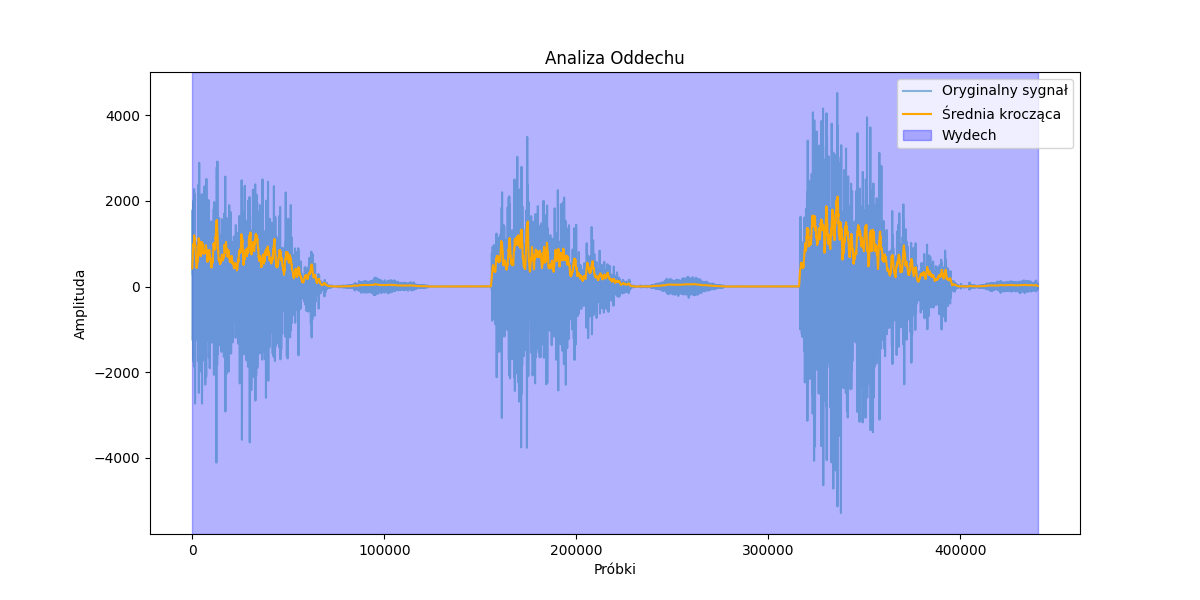 Analiza Oddechu
Oryginalny sygnał
Średnia krocząca
Wydech
Amplituda
4000
2000
0
−2000
−4000
0
100000
200000
300000
400000
Próbki